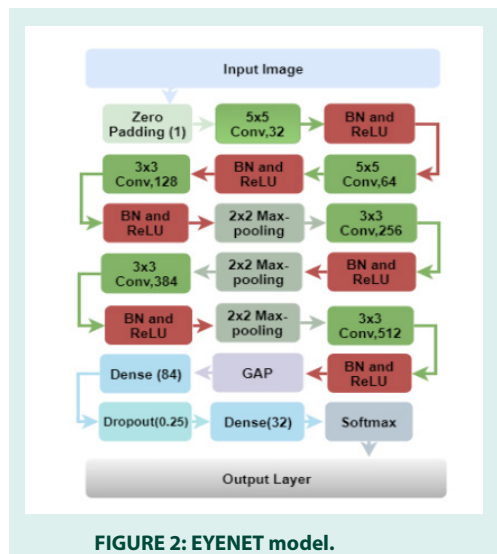 Input Image
Zero
Padding (1)
5x5
Conv,32
BN and
ReLU
3x3
Conv,128
BN and
ReLU
5x5
Conv,64
BN and
ReLU
2x2 Max-
pooling
3x3
Conv,256
3x3
Conv,384
2x2 Max-
pooling
BN and
ReLU
BN and
ReLU
2x2 Max-
pooling
3x3
Conv,512
Dense (84)
GAP
BN and
ReLU
Dropout(0.25)
Dense(32)
Softmax
Output Layer
FIGURE 2: EYENET model.